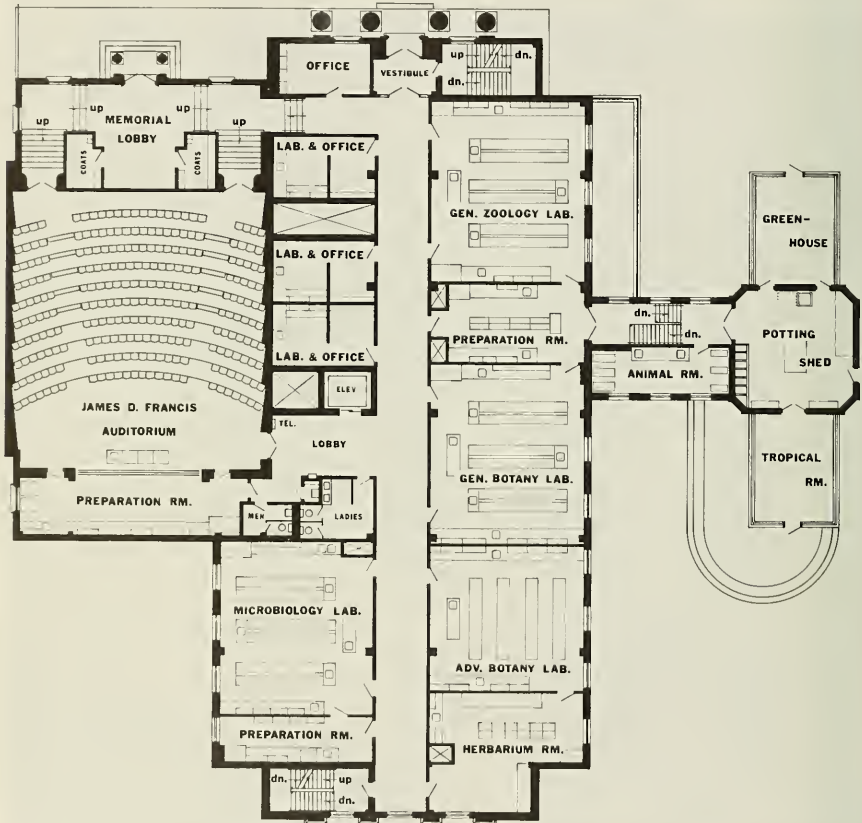 OFFICE
VESTIBULE
up
dn.
dn.
up
up
up
up
MEMORIAL
LOBBY
COATS
COATS
LAB. & OFFICE
GEN. ZOOLOGY LAB.
GREEN-
HOUSE
LAB. & OFFICE
PREPARATION RM.
dn.
dn.
POTTING
SHED
LAB. & OFFICE
ANIMAL RM.
ELEV
JAMES D. FRANCIS
AUDITORIUM
TEL.
LOBBY
TROPICAL
RM.
GEN. BOTANY LAB.
PREPARATION RM.
MEN
LADIES
MICROBIOLOGY LAB.
ADV. BOTANY LAB.
PREPARATION RM.
HERBARIUM RM.
dn.
up
dn.